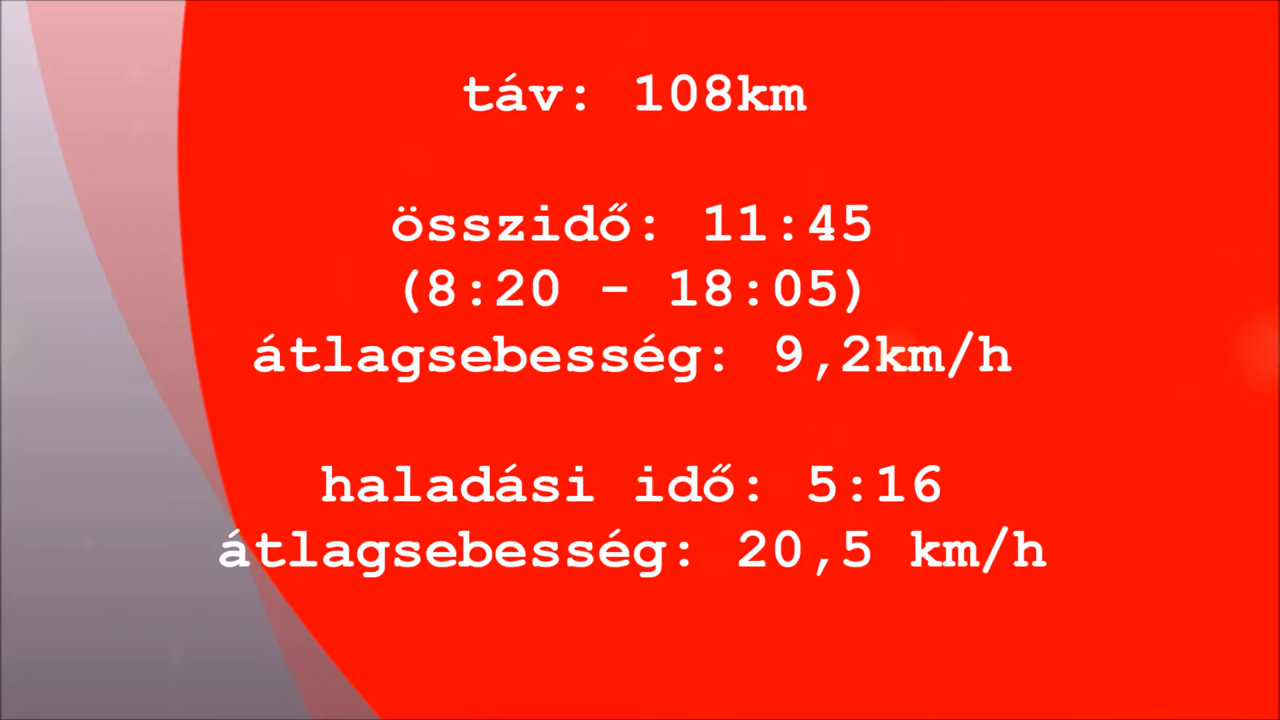 táv: 108km
összidő: 11:45
(8:20 - 18:05)
átlagsebesség: 9,2km/h
haladási idő: 5:16
átlagsebesség: 20,5 km/h